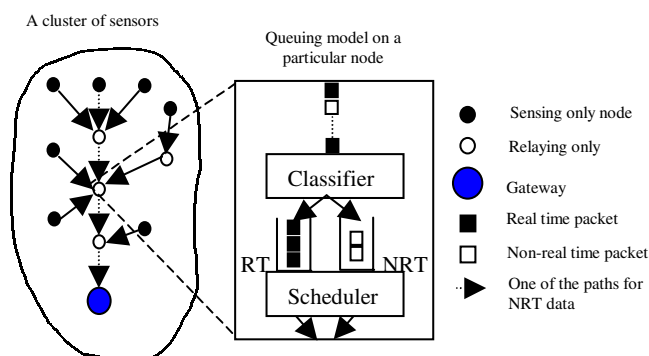 A cluster of sensors
Queuing model on a
particular node
Classifier
RT
NRT
Scheduler
Sensing only node
Relaying only
Gateway
Real time packet
Non-real time packet
One of the paths for
NRT data